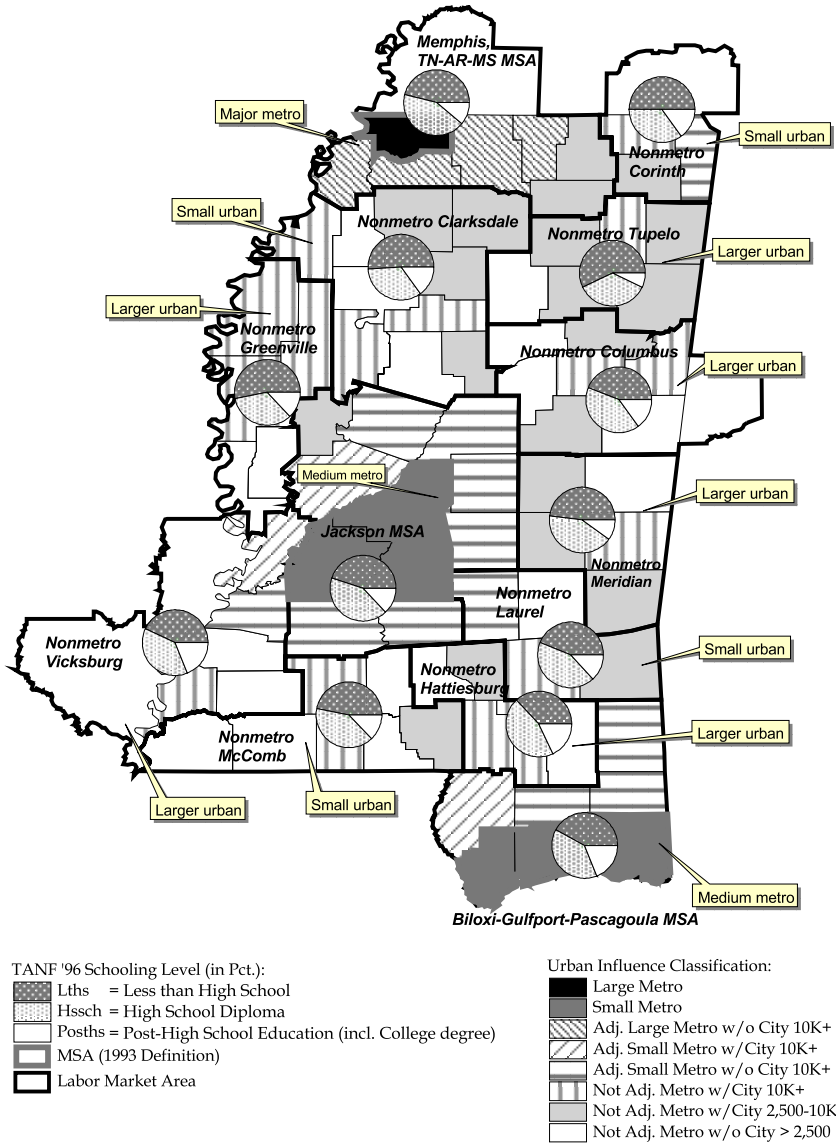 Memphis,
TN-AR-MS MSA
Major metro
Small urban
Nonmetro
Corinth
Small urban
Nonmetro Clarksdale
Nonmetro Tupelo
Larger urban
Larger urban
Nonmetro
Greenville
Nonmetro Columbus
Larger urban
Medium metro
Larger urban
Jackson MSA
Nonmetro
Meridian
Nonmetro
Laurel
Nonmetro
Vicksburg
Small urban
Nonmetro
Hattiesburg
Nonmetro
McComb
Larger urban
Larger urban
Small urban
Medium metro
Biloxi-Gulfport-Pascagoula MSA
TANF '96 Schooling Level (in Pct.):
Lths = Less than High School
Hssch = High School Diploma
Posths = Post-High School Education (incl. College degree)
MSA (1993 Definition)
Labor Market Area
Urban Influence Classification:
Large Metro
Small Metro
Adj. Large Metro w/o City 10K+
Adj. Small Metro w/City 10K+
Adj. Small Metro w/o City 10K+
Not Adj. Metro w/City 10K+
Not Adj. Metro w/City 2,500-10K
Not Adj. Metro w/o City > 2,500